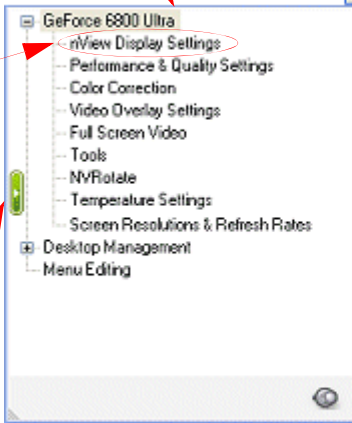 GeForce 6800 Ultra
nView Display Settings
Performance & Quality Settings
Color Correction
Video Overlay Settings
Full Screen Video
Tools
NVRotate
Temperature Settings
Screen Resolutions & Refresh Rates
Desktop Management
Menu Editing